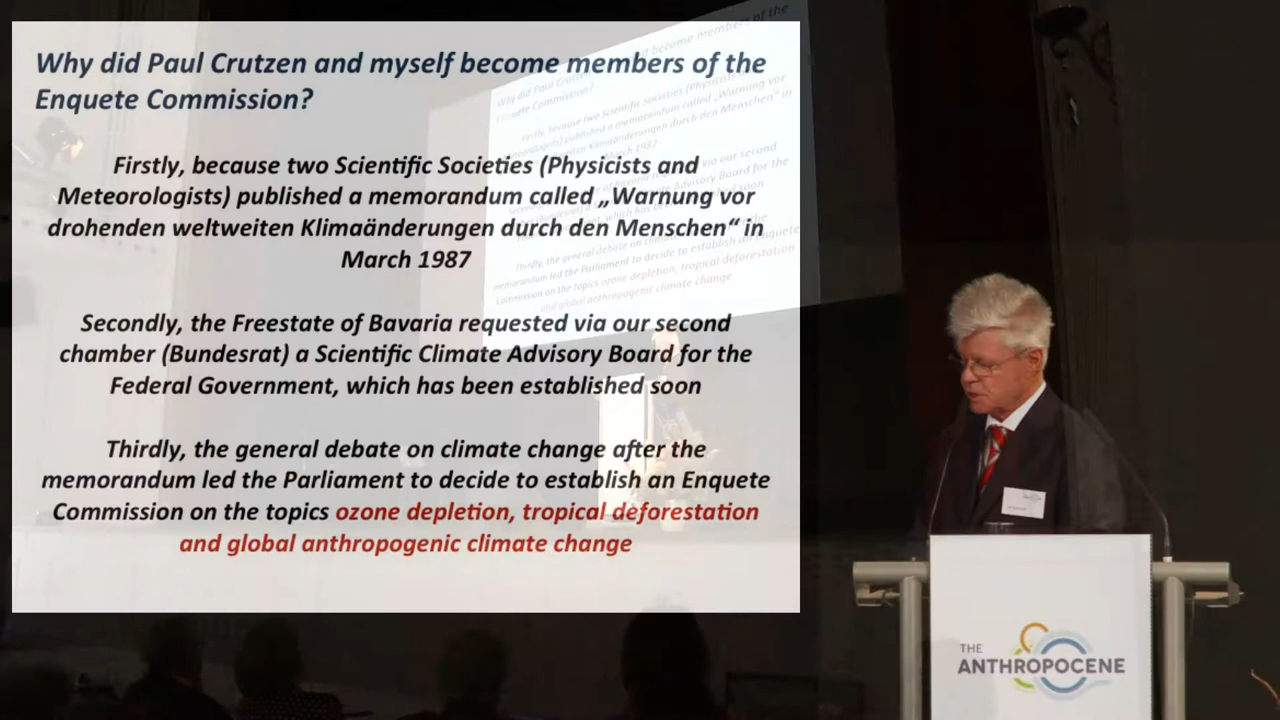 Why did Paul Crutzen and myself become members of the
Enquete Commission?
Firstly, because two Scientific Societies (Physicists and
Meteorologists) published a memorandum called „Warnung vor
drohenden weltweiten Klimaänderungen durch den Menschen“ in
March 1987
Secondly, the Freestate of Bavaria requested via our second
chamber (Bundesrat) a Scientific Climate Advisory Board for the
Federal Government, which has been established soon
Thirdly, the general debate on climate change after the
memorandum led the Parliament to decide to establish an Enquete
Commission on the topics ozone depletion, tropical deforestation
and global anthropogenic climate change
THE
ANTHROPOCENE